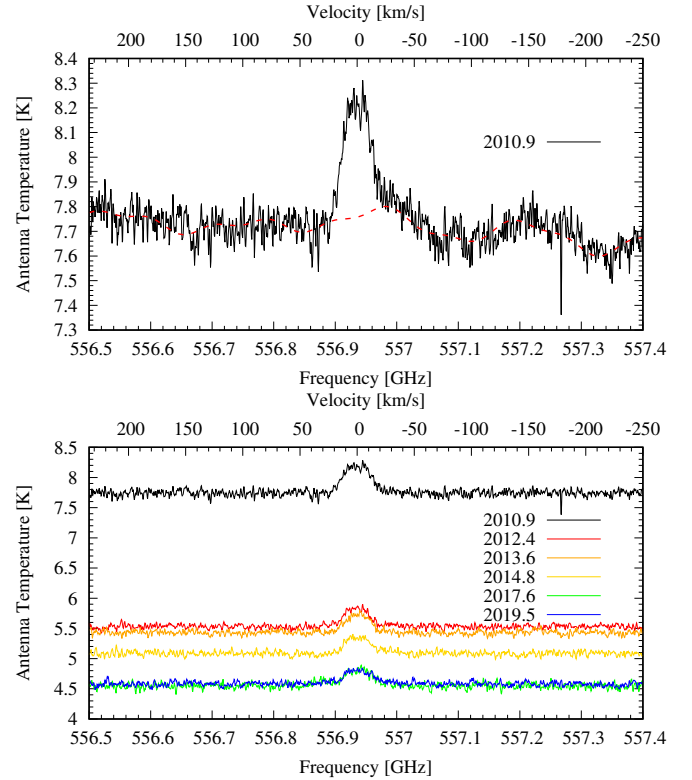 Velocity [km/s]
200 150 100 50 0 -50 -100 -150 -200 -250
Antenna Temperature [K]
8.4
8.3
8.2
8.1
8
7.9
7.8
7.7
7.6
7.5
7.4
7.3
2010.9
556.5 556.6 556.7 556.8 556.9 557 557.1 557.2 557.3 557.4
Frequency [GHz]
Velocity [km/s]
200 150 100 50 0 -50 -100 -150 -200 -250
Antenna Temperature [K]
8.5
8
7.5
7
6.5
6
5.5
5
4.5
4
2010.9
2012.4
2013.6
2014.8
2017.6
2019.5
556.5 556.6 556.7 556.8 556.9 557 557.1 557.2 557.3 557.4
Frequency [GHz]